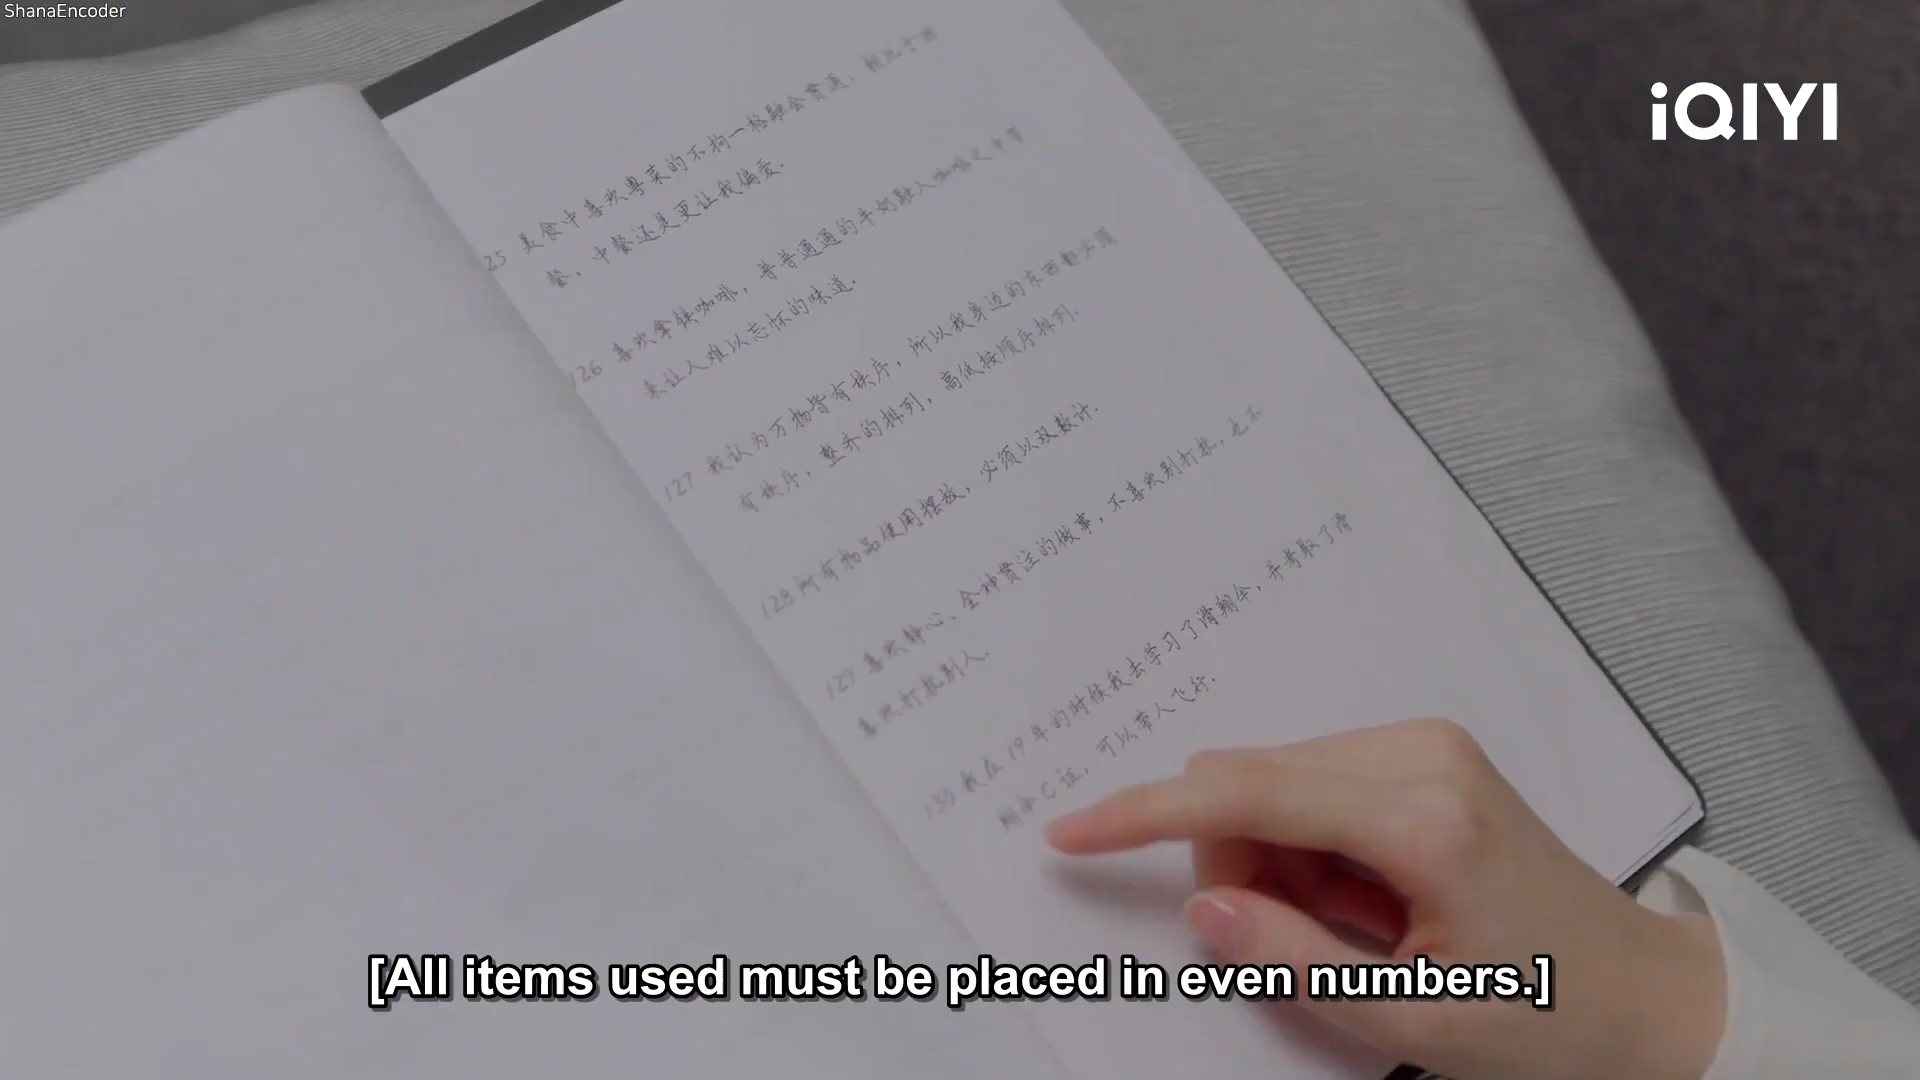 ShanaEncoder
iQIYI
25 美食中喜欢粤菜的不拘一格融会贯通，相比于西
餐，中餐还是更让我偏爱.
126 喜欢拿铁咖啡，普普通通的牛奶融入咖啡之中带
来让人难以忘怀的味道.
127 我认为万物皆有秩序，所以我身边的东西都必须
有秩序，整齐的排列，高低按顺序排列.
128 所有物品使用摆放，必须以双数计.
129 喜欢静心、全神贯注的做事，不喜欢别打扰，也不
喜欢打扰别人.
130 我在19年的时候我去学习了滑翔伞，并考取了滑
翔伞C证，可以带人飞行.
[All items used must be placed in even numbers.]